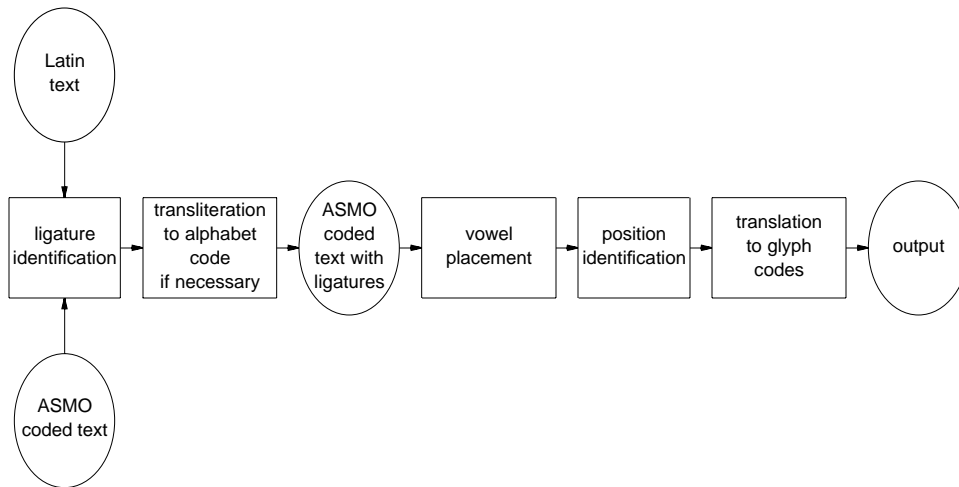 Latin
text
ligature
identification
transliteration
to alphabet
code
if necessary
ASMO
coded
text with
ligatures
vowel
placement
position
identification
translation
to glyph
codes
output
ASMO
coded text